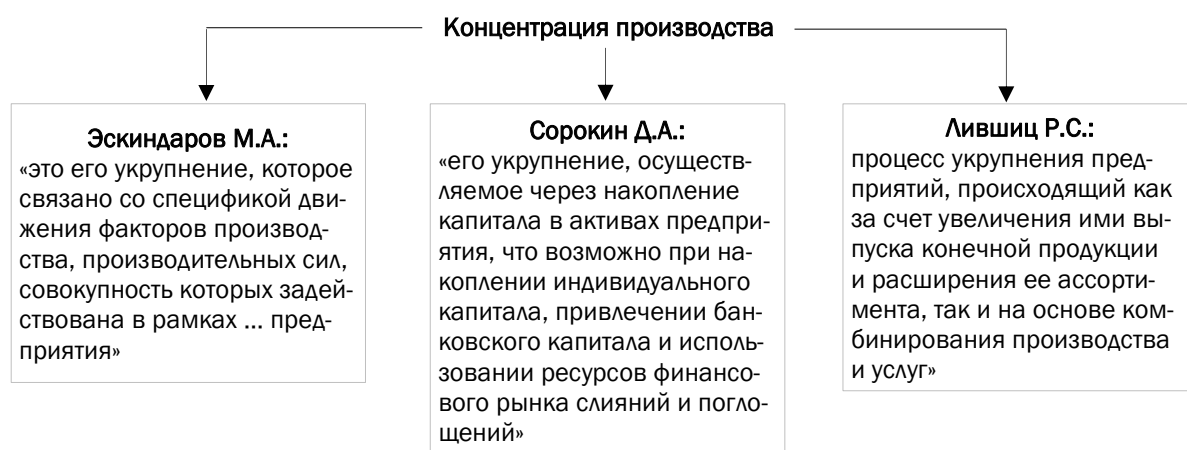 Концентрация производства
Эскиндаров М.А.:
«это его укрупнение, которое
связано со спецификой дви-
жения факторов производ-
ства, производительных сил,
совокупность которых задей-
ствована в рамках ... пред-
приятия»
Сорокин Д.А.:
«его укрупнение, осуществ-
ляемое через накопление
капитала в активах предпри-
ятия, что возможно при на-
коплении индивидуального
капитала, привлечении бан-
ковского капитала и исполь-
зовании ресурсов финансо-
вого рынка слияний и погло-
щений»
Лившиц Р.С.:
процесс укрупнения пред-
приятий, происходящий как
за счет увеличения ими вы-
пуска конечной продукции
и расширения ее ассорти-
мента, так и на основе ком-
бинирования производства
и услуг»